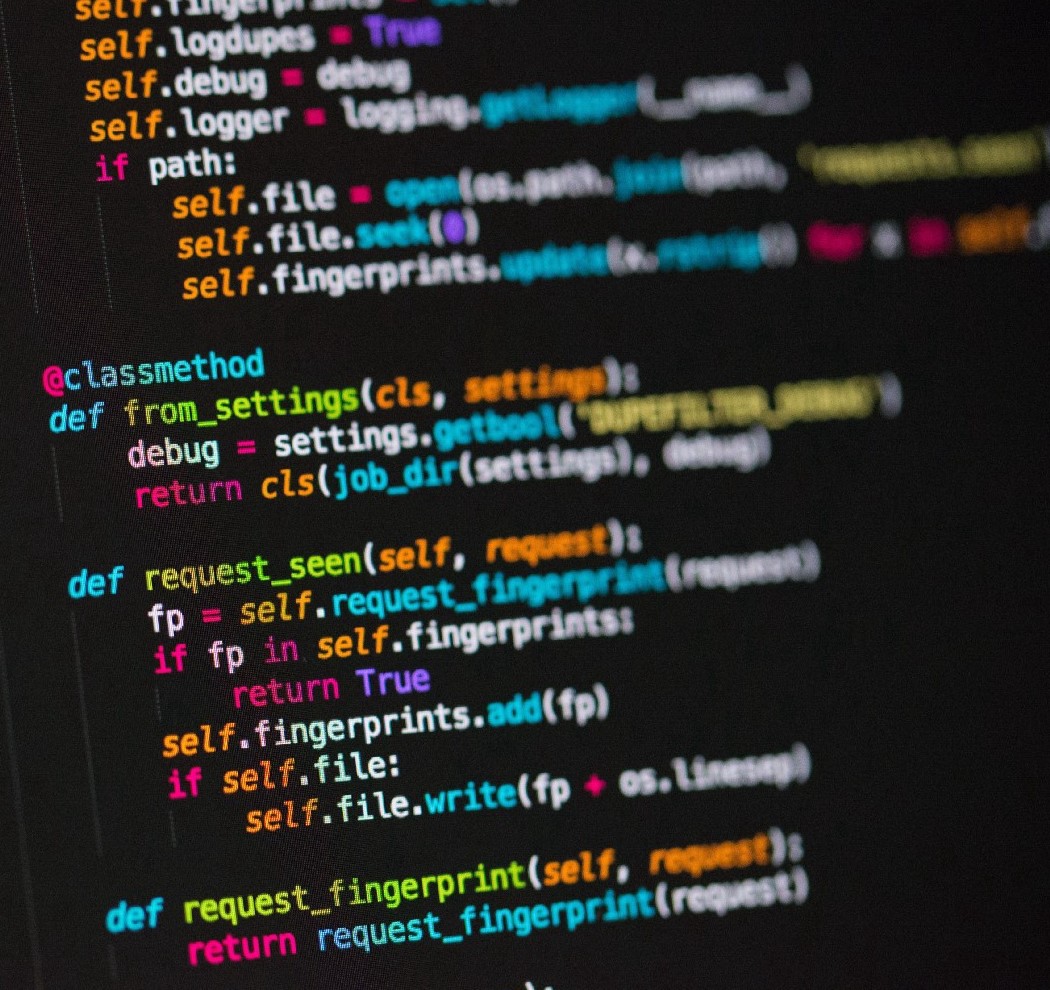 self.fingerprints = set()
self.logdupes = True
self.debug = debug
self.logger = logging.getLogger(__name__)
if path:
self.file = open(os.path.join(path, 'requests.seen'
self.file.seek(0)
self.fingerprints.update(x.rstrip() for x in self.
@classmethod
def from_settings(cls, settings):
debug = settings.getbool('DUPEFILTER_DEBUG')
return cls(job_dir(settings), debug)
def request_seen(self, request):
fp = self.request_fingerprint(request)
if fp in self.fingerprints:
return True
self.fingerprints.add(fp)
if self.file:
self.file.write(fp + os.linesep)
def request_fingerprint(self, request):
return request_fingerprint(request)